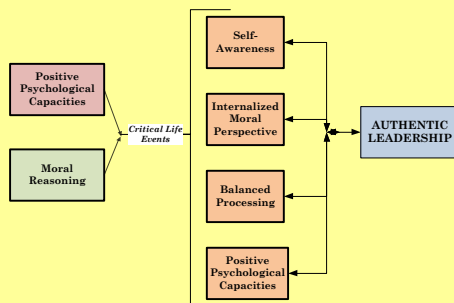 Positive
Psychological
Capacities
Moral
Reasoning
Critical Life
Events
Self-
Awareness
Internalized
Moral
Perspective
Balanced
Processing
Positive
Psychological
Capacities
AUTHENTIC
LEADERSHIP